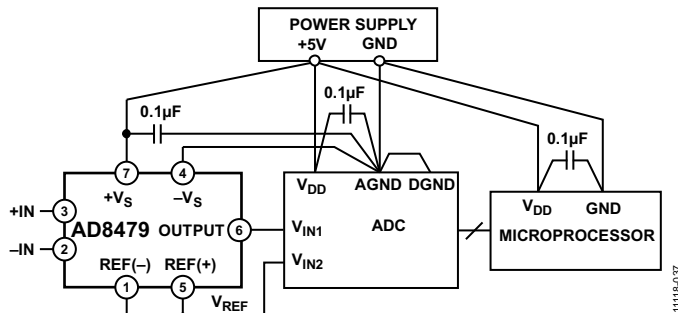 POWER SUPPLY
+5V GND
0.1µF
0.1µF
0.1µF
7
4
+VS
–VS
+IN
3
–IN
2
AD8479
OUTPUT
6
REF(–)
REF(+)
1
5
VREF
VDD
AGND
DGND
VIN1
ADC
VIN2
VDD
GND
MICROPROCESSOR
11118-037